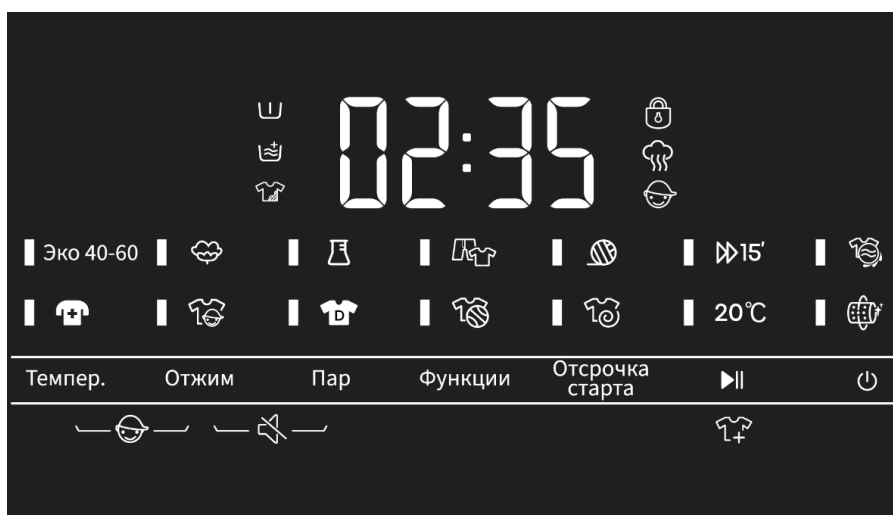 02:35
Эко 40-60
15′
D
20℃
Темпер.
Отжим
Пар
Функции
Отсрочка
старта